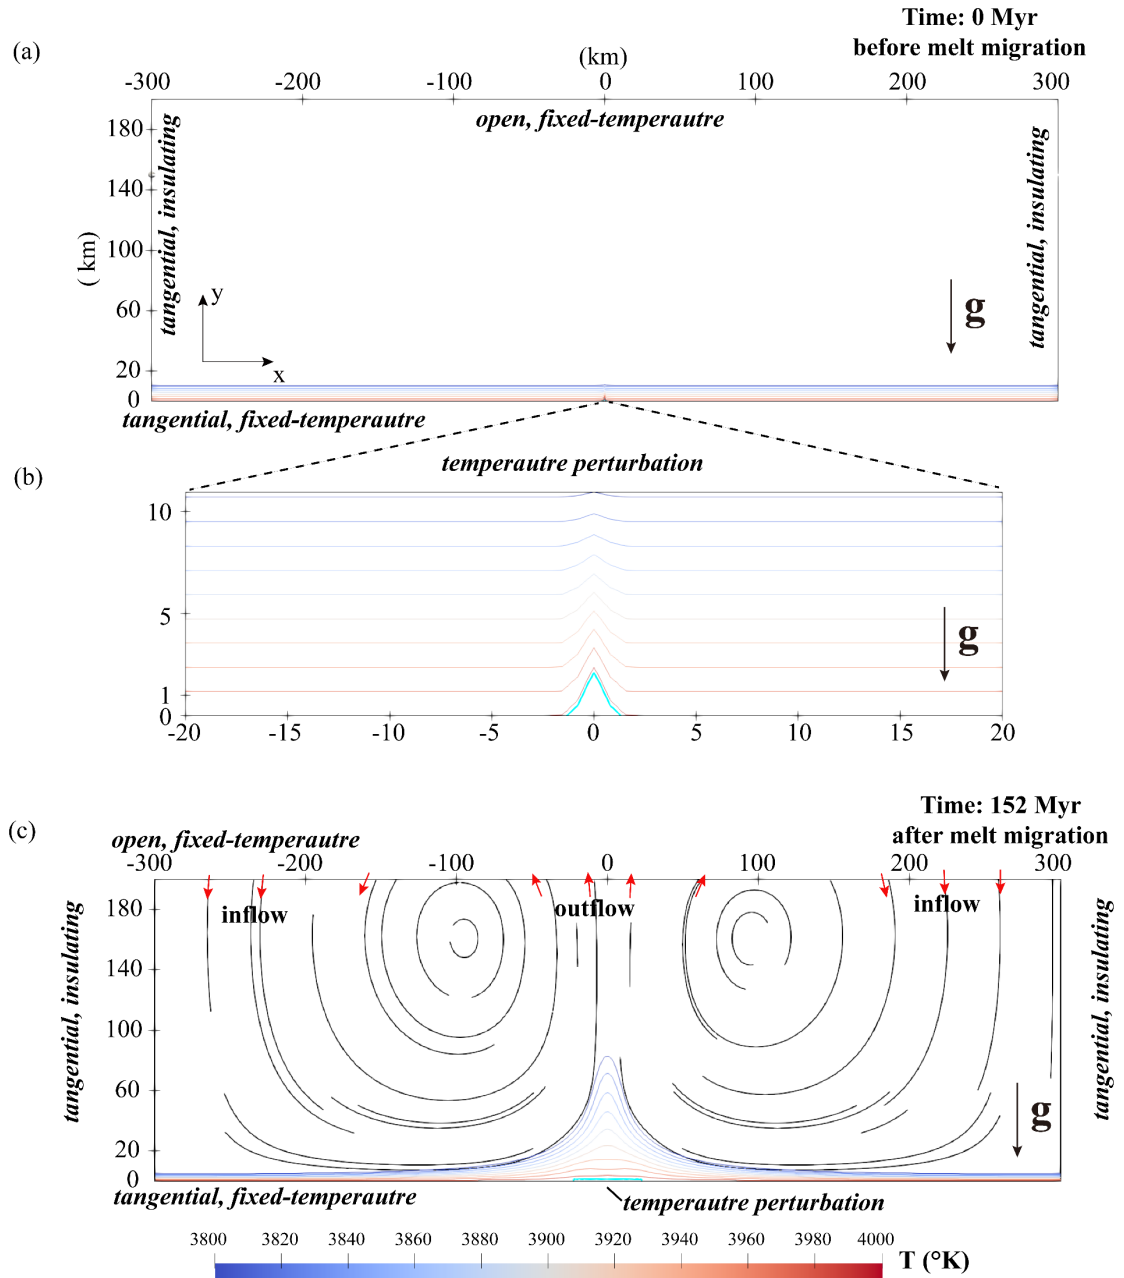 Time: 0 Myr
before melt migration
(a)
(km)
-300 -200 -100 0 100 200 300
open, fixed-temperautre
180
140
100
60
20
0
( km)
tangential, insulating
tangential, insulating
y
x
g
tangential, fixed-temperautre
temperautre perturbation
(b)
10
5
1
0
g
-20 -15 -10 -5 0 5 10 15 20
Time: 152 Myr
after melt migration
(c)
open, fixed-temperautre
-300 -200 -100 0 100 200 300
inflow outflow inflow
180
140
100
60
20
0
tangential, insulating
tangential, insulating
g
tangential, fixed-temperautre
temperautre perturbation
3800 3820 3840 3860 3880 3900 3920 3940 3960 3980 4000
T (°K)